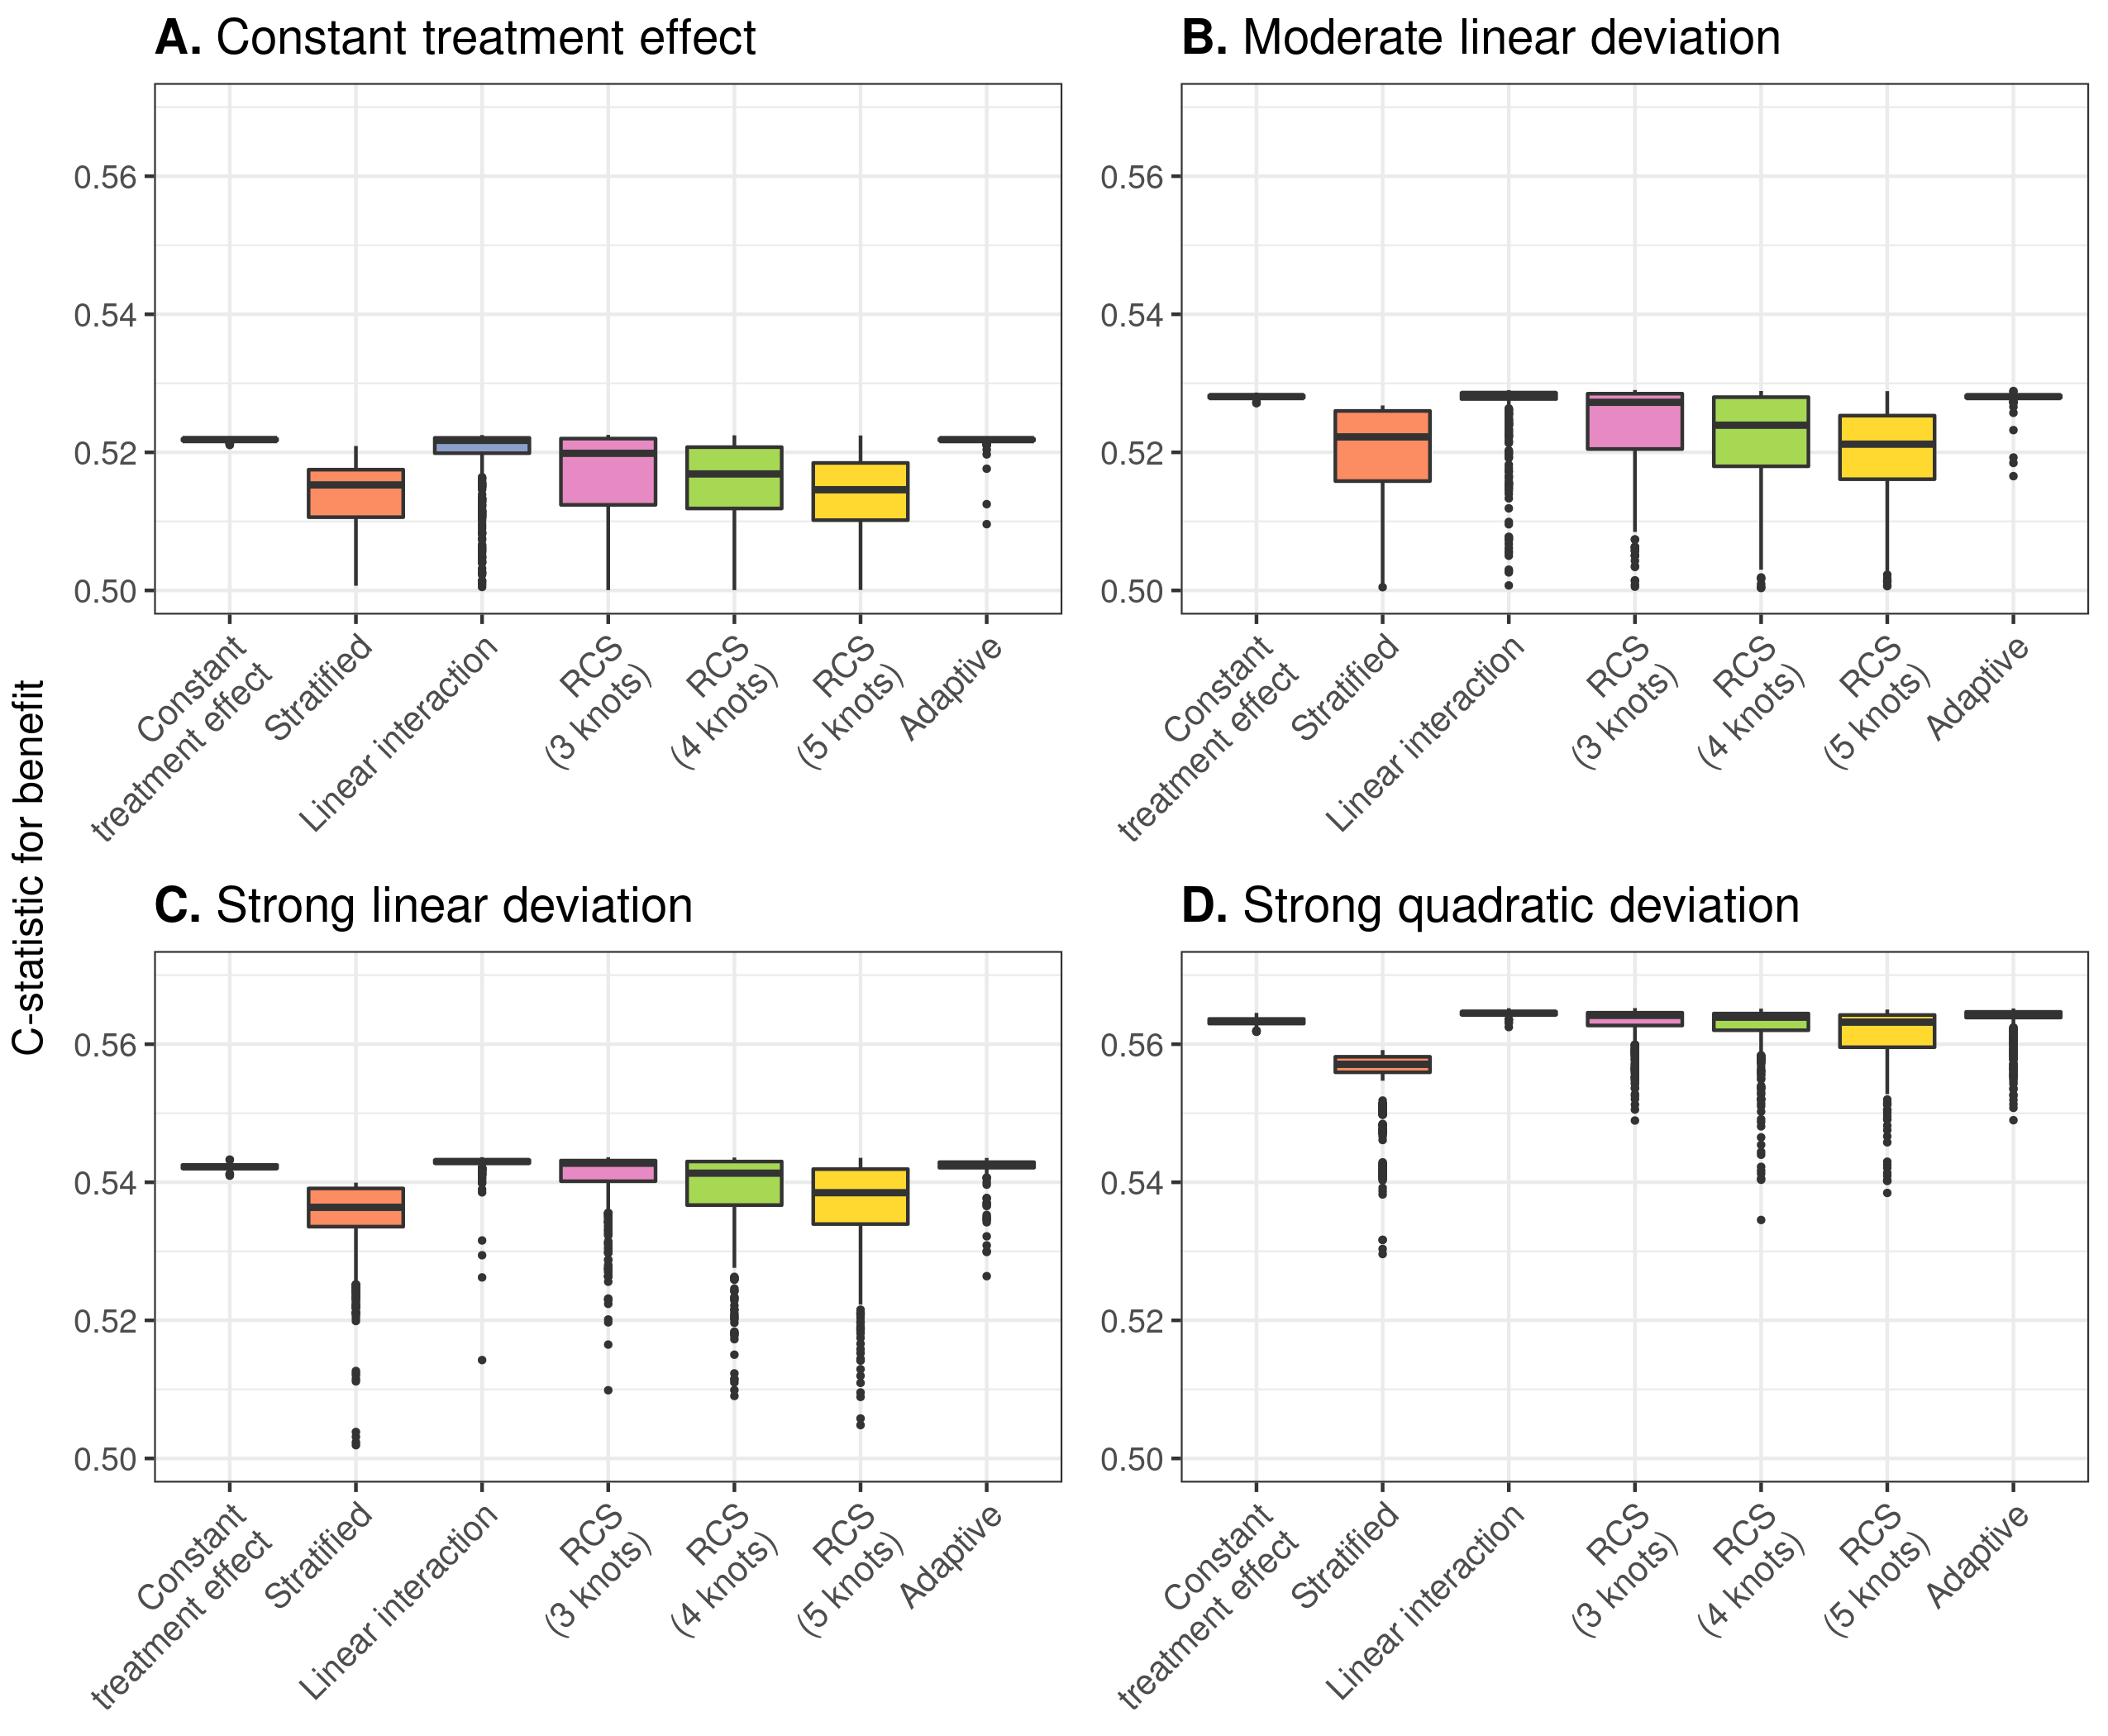 A. Constant treatment effect
B. Moderate linear deviation
0.56
0.54
0.52
0.50
0.56
0.54
0.52
0.50
Constant
treatment effect
Stratified
Linear interaction
RCS
(3 knots)
RCS
(4 knots)
RCS
(5 knots)
Adaptive
Constant
treatment effect
Stratified
Linear interaction
RCS
(3 knots)
RCS
(4 knots)
RCS
(5 knots)
Adaptive
C-statistic for benefit
C. Strong linear deviation
D. Strong quadratic deviation
0.56
0.54
0.52
0.50
0.56
0.54
0.52
0.50
Constant
treatment effect
Stratified
Linear interaction
RCS
(3 knots)
RCS
(4 knots)
RCS
(5 knots)
Adaptive
Constant
treatment effect
Stratified
Linear interaction
RCS
(3 knots)
RCS
(4 knots)
RCS
(5 knots)
Adaptive